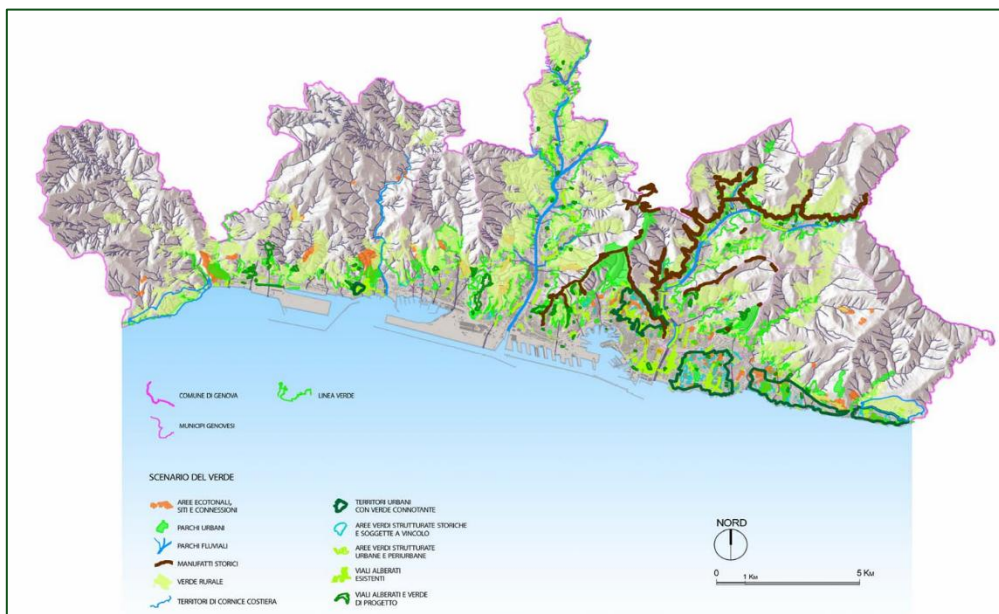 COMUNE DI GENOVA
LINEA VERDE
MUNICIPI GENOVESI
SCENARIO DEL VERDE
AREE ECOTONALI,
SITI E CONNESSIONI
PARCHI URBANI
PARCHI FLUVIALI
MANUFATTI STORICI
VERDE RURALE
TERRITORI DI CORNICE COSTIERA
TERRITORI URBANI
CON VERDE CONNOTANTE
AREE VERDI STRUTTURATE STORICHE
E SOGGETTE A VINCOLO
AREE VERDI STRUTTURATE
URBANE E PERIURBANE
VIALI ALBERATI
ESISTENTI
VIALI ALBERATI E VERDE
DI PROGETTO
NORD
0 1 KM 5 KM